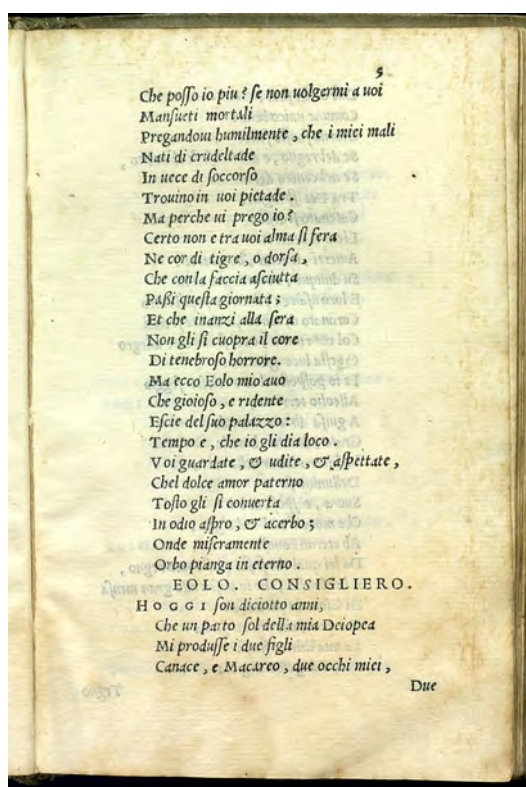 5
Che posso io piu ? se non uolgermi a uoi
Mansueti mortali
Pregandoui humilmente , che i miei mali
Nati di crudeltade
In uece di soccorso
Trouino in uoi pietade .
Ma perche ui prego io ?
Certo non e tra uoi alma si fera
Ne cor di tigre , o dorsa ,
Che con la faccia asciutta
Paßi questa giornata ;
Et che inanzi alla sera
Non gli si cuopra il core
Di tenebroso horrore.
Ma ecco Eolo mio auo
Che gioioso , e ridente
Escie del suo palazzo :
Tempo e , che io gli dia loco .
Voi guardate , & udite , & aspettate ,
Chel dolce amor paterno
Tosto gli si conuerta
In odio aspro , & acerbo ;
Onde miseramente
Orbo pianga in eterno .
EOLO. CONSIGLIERO.
HOGGI son diciotto anni,
Che un parto sol della mia Deiopea
Mi produsse i due figli
Canace , e Macareo , due occhi miei ,
Due